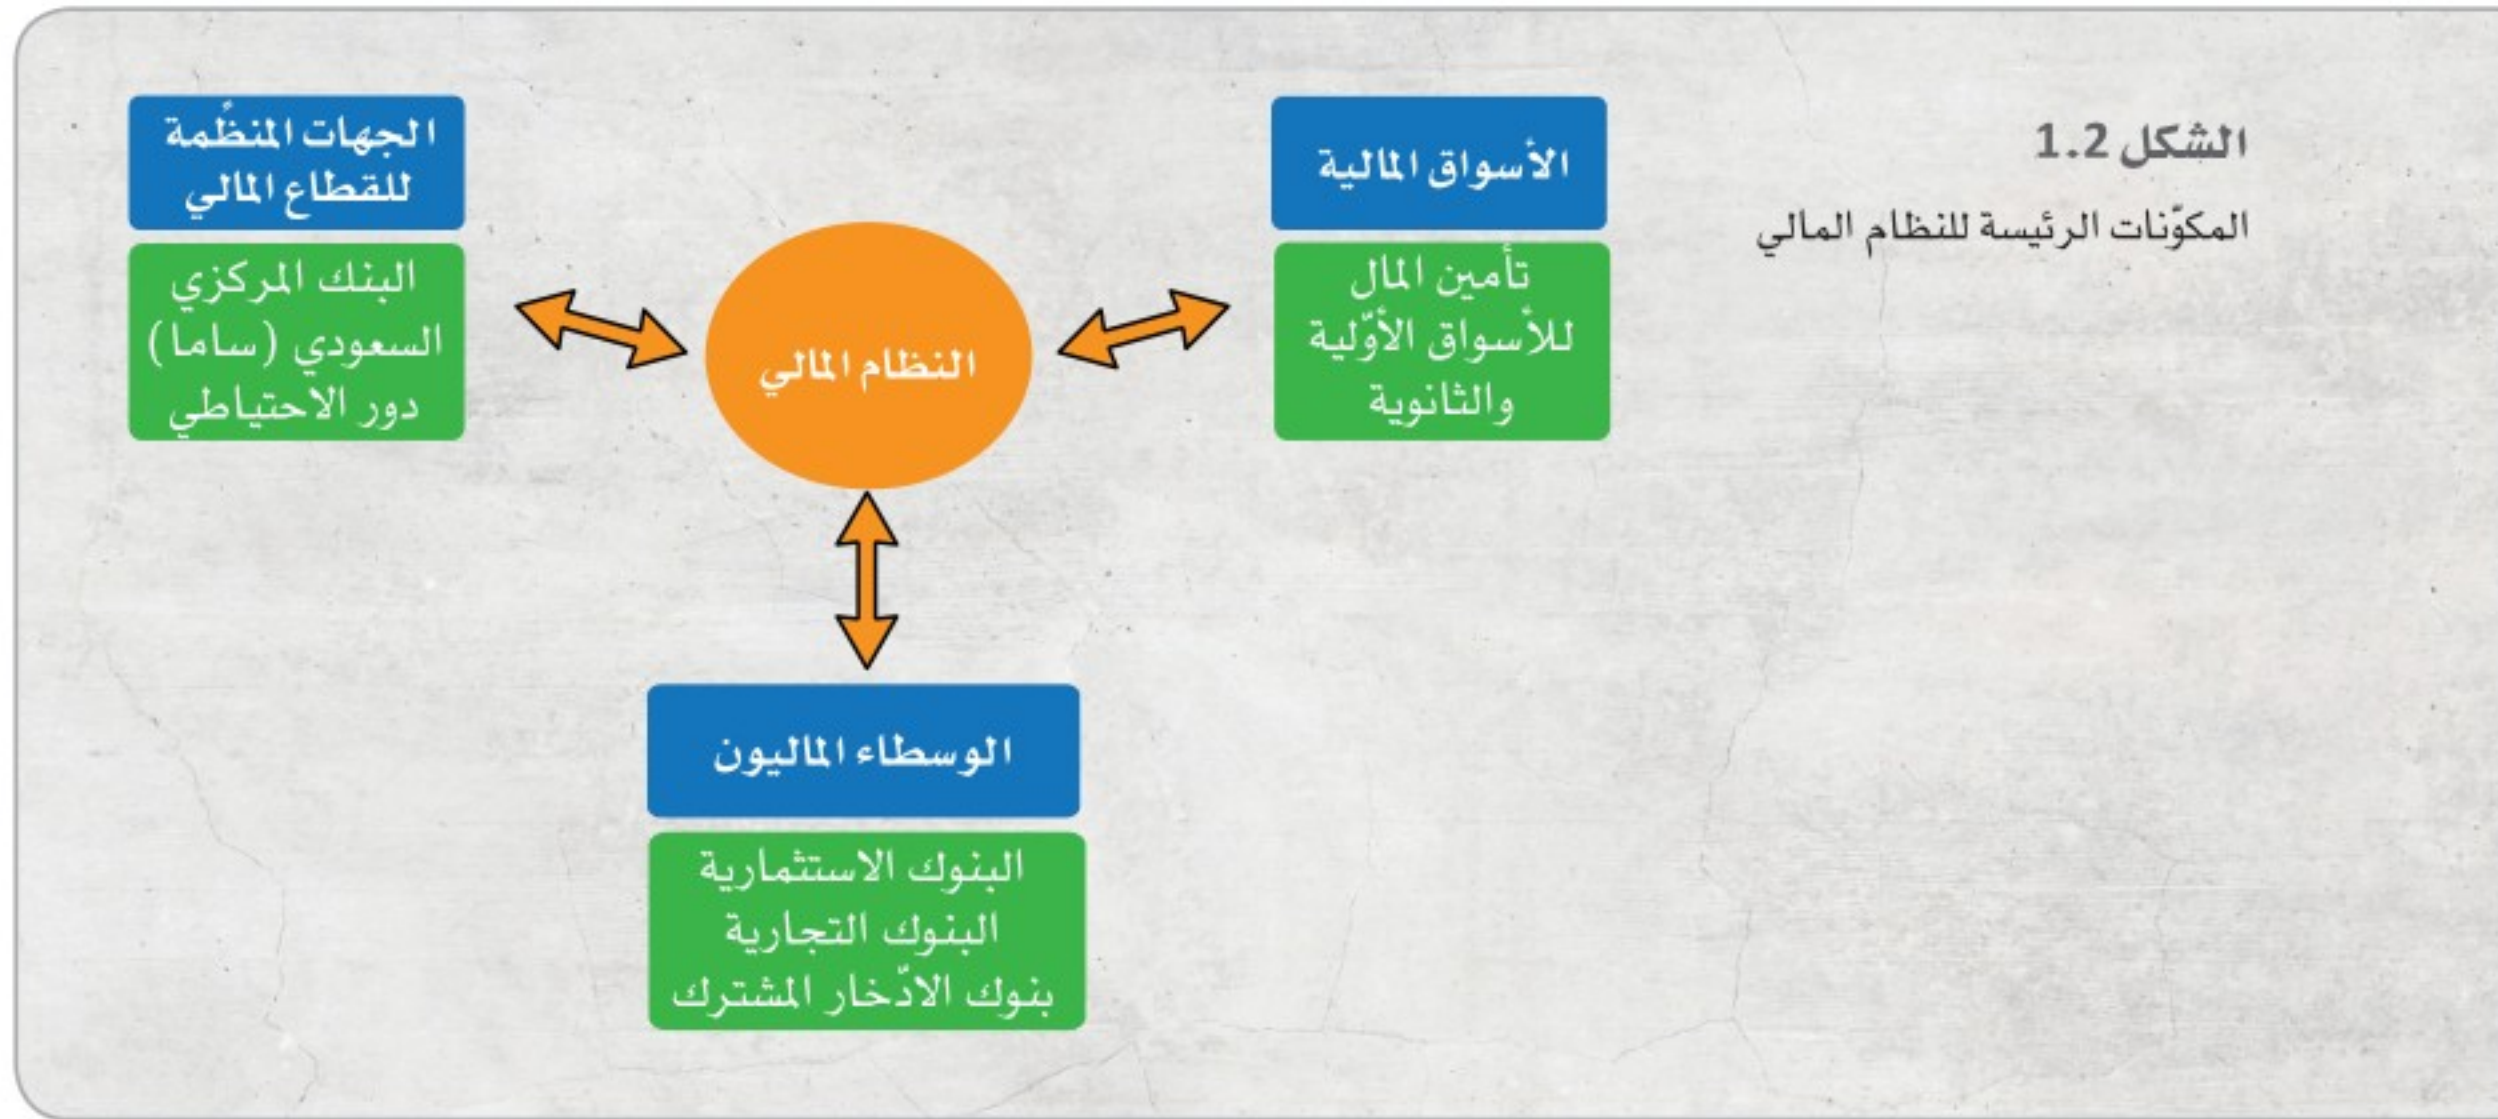 الشكل 1.2
المكوّنات الرئيسة للنظام المالي
الأسواق المالية
تأمين المال
للأسواق الأوّلية
والثانوية
النظام المالي
الجهات المنظِّمة
للقطاع المالي
البنك المركزي
السعودي (ساما)
دور الاحتياطي
الوسطاء الماليون
البنوك الاستثمارية
البنوك التجارية
بنوك الادّخار المشترك